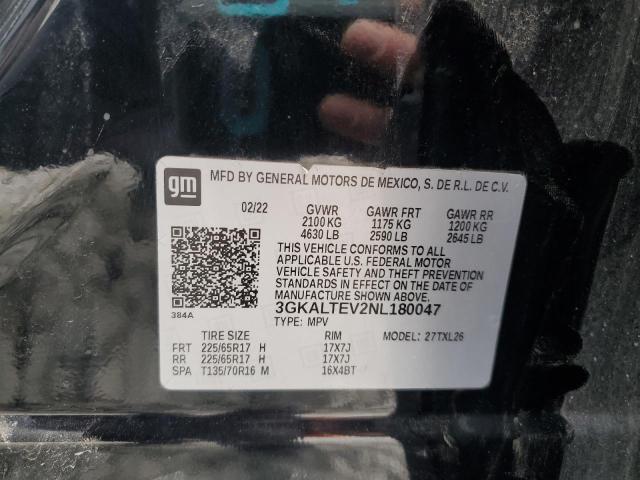 gm
MFD BY GENERAL MOTORS DE MEXICO, S. DE R.L. DE C.V.
02/22 GVWR GAWR FRT GAWR RR
2100 KG 1175 KG 1200 KG
4630 LB 2590 LB 2645 LB
THIS VEHICLE CONFORMS TO ALL
APPLICABLE U.S. FEDERAL MOTOR
VEHICLE SAFETY AND THEFT PREVENTION
STANDARDS IN EFFECT ON THE DATE OF
MANUFACTURE SHOWN ABOVE.
384A
3GKALTEV2NL180047
TYPE: MPV MODEL: 27TXL26
TIRE SIZE RIM
FRT 225/65R17 H 17X7J
RR 225/65R17 H 17X7J
SPA T135/70R16 M 16X4BT